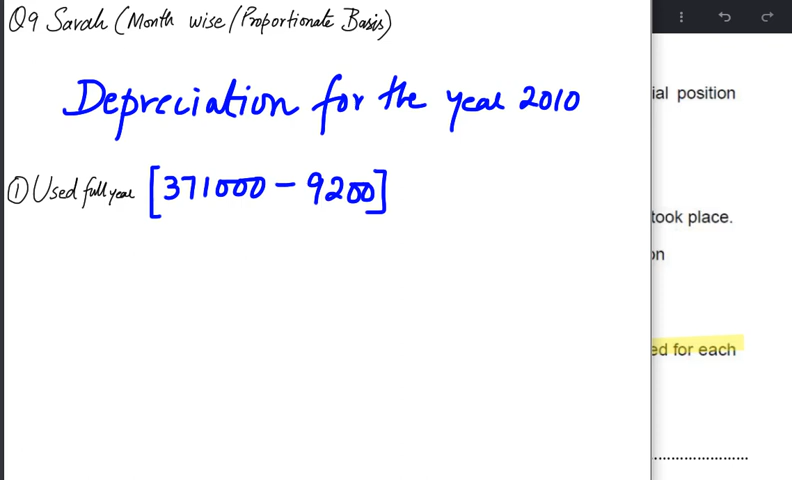 Q9 Sarah (Month wise/Proportionate Basis)
Depreciation for the year 2010
① Used full year [371000 - 9200]
ial position
took place.
on
ed for each
......................